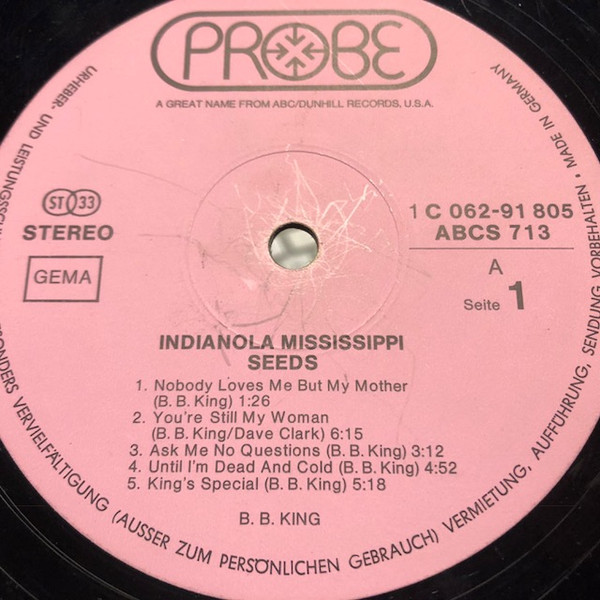 PROBE
A GREAT NAME FROM ABC/DUNHILL RECORDS, U.S.A.
URHEBER- UND
MADE IN GERMANY
ST 33
STEREO
GEMA
1 C 062-91 805
ABCS 713
A
Seite 1
INDIANOLA MISSISSIPPI
SEEDS
1. Nobody Loves Me But My Mother
(B. B. King) 1:26
2. You're Still My Woman
(B. B. King/Dave Clark) 6:15
3. Ask Me No Questions (B. B. King) 3:12
4. Until I'm Dead And Cold (B. B. King) 4:52
5. King's Special (B. B. King) 5:18
B. B. KING
VERVIELFÄLTIGUNG (AUSSER ZUM PERSÖNLICHEN GEBRAUCH) VERMIETUNG, AUFFÜHRUNG, SENDUNG VORBEHALTEN •